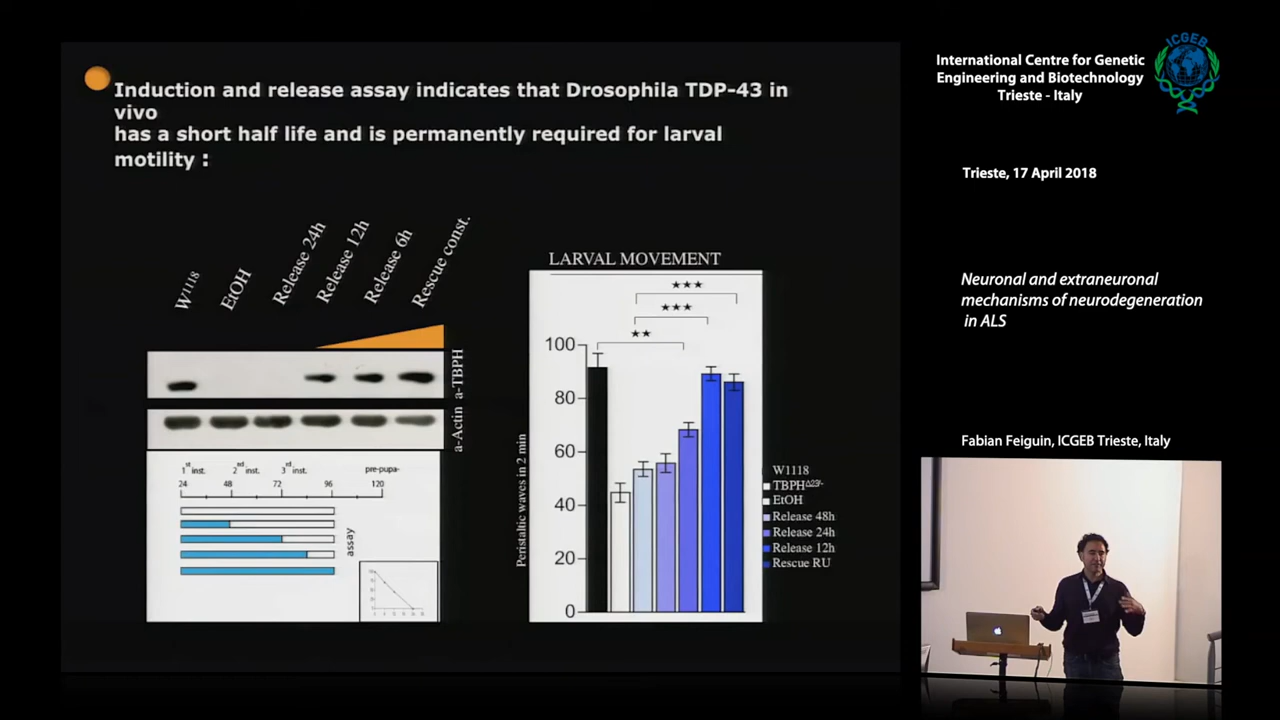 Induction and release assay indicates that Drosophila TDP-43 in
vivo
has a short half life and is permanently required for larval
motility :
W1118
EtOH
Release 24h
Release 12h
Release 6h
Rescue const.
a-TBPH
a-Actin
1st inst.
2nd inst.
3rd inst.
pre-pupa-
24
48
72
96
120
assay
LARVAL MOVEMENT
★★★
★★★
★★
100
80
60
40
20
0
Peristaltic waves in 2 min
W1118
TBPHΔ23/-
EtOH
Release 48h
Release 24h
Release 12h
Rescue RU
International Centre for Genetic
Engineering and Biotechnology
Trieste - Italy
ICGEB
Trieste, 17 April 2018
Neuronal and extraneuronal
mechanisms of neurodegeneration
in ALS
Fabian Feiguin, ICGEB Trieste, Italy